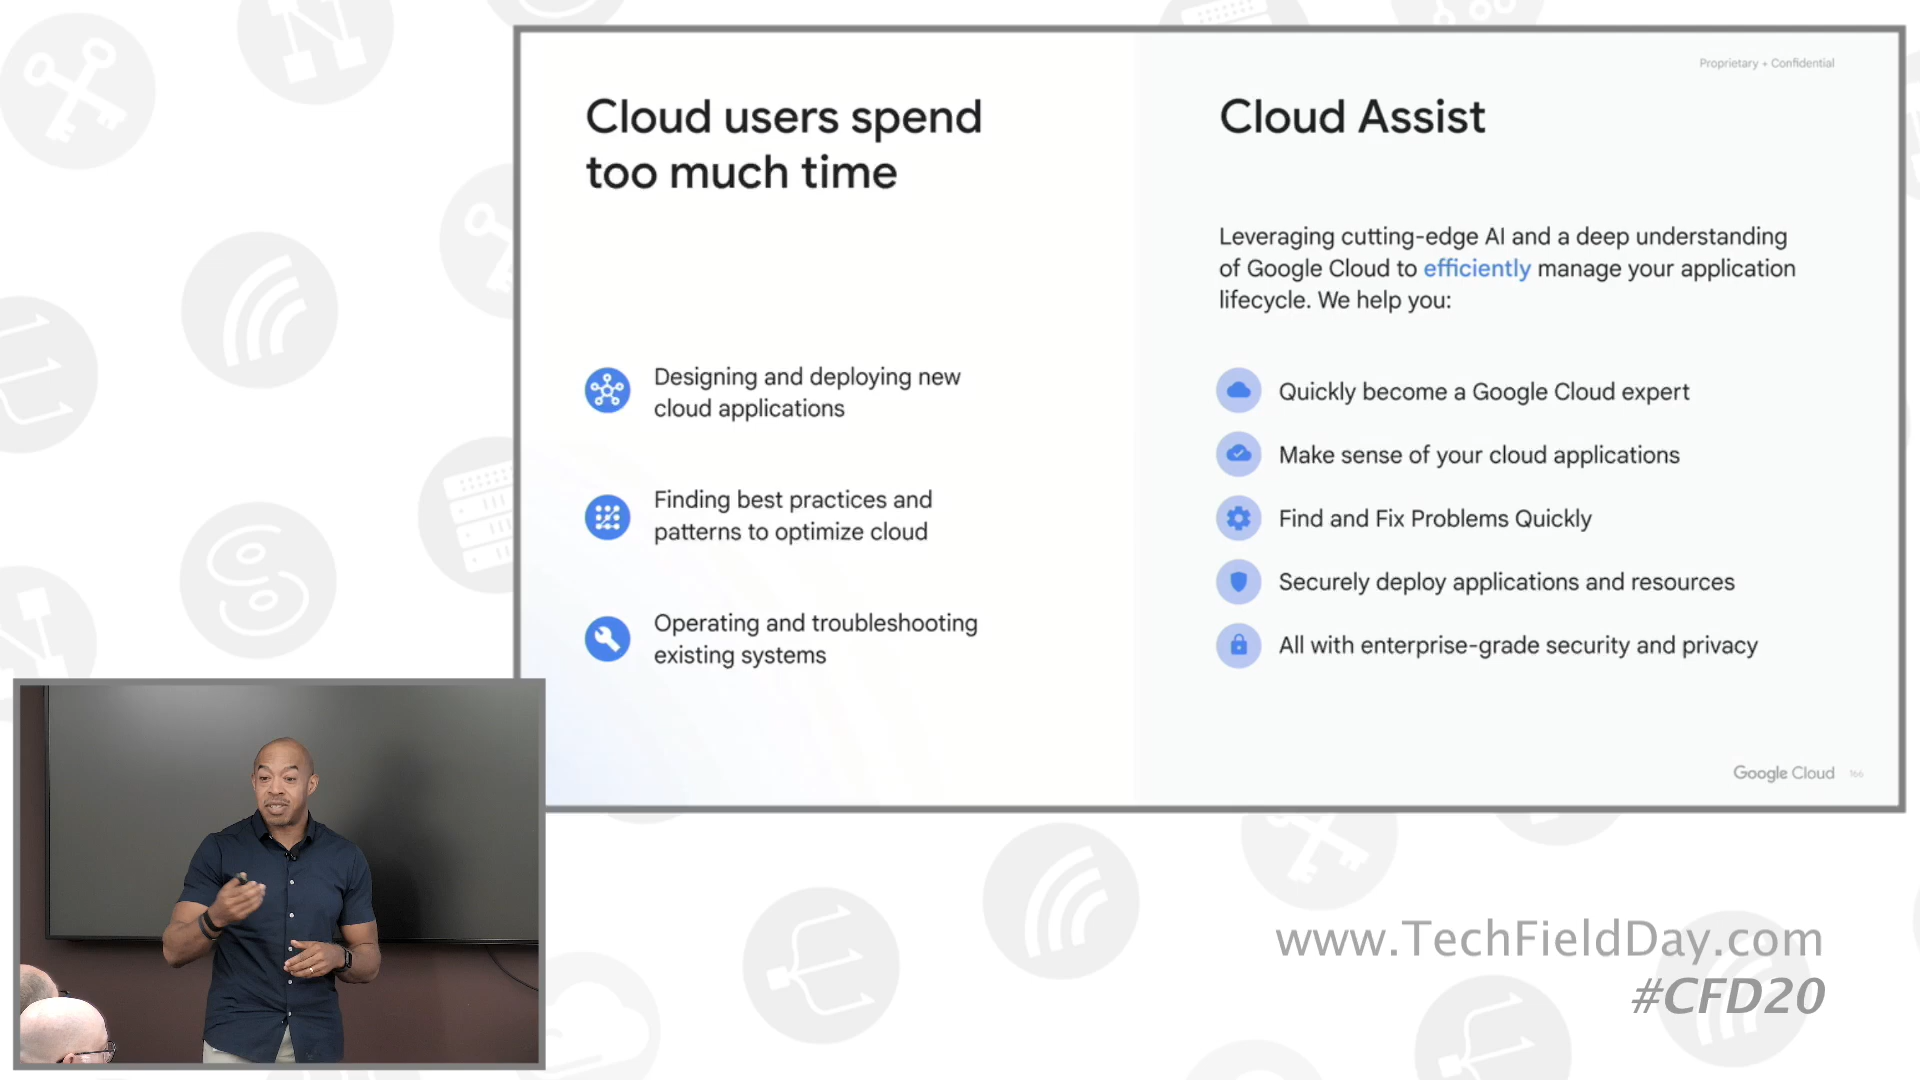 Proprietary + Confidential
Cloud users spend
too much time
Designing and deploying new
cloud applications
Finding best practices and
patterns to optimize cloud
Operating and troubleshooting
existing systems
Cloud Assist
Leveraging cutting-edge AI and a deep understanding
of Google Cloud to efficiently manage your application
lifecycle. We help you:
Quickly become a Google Cloud expert
Make sense of your cloud applications
Find and Fix Problems Quickly
Securely deploy applications and resources
All with enterprise-grade security and privacy
Google Cloud 166
www.TechFieldDay.com
#CFD20